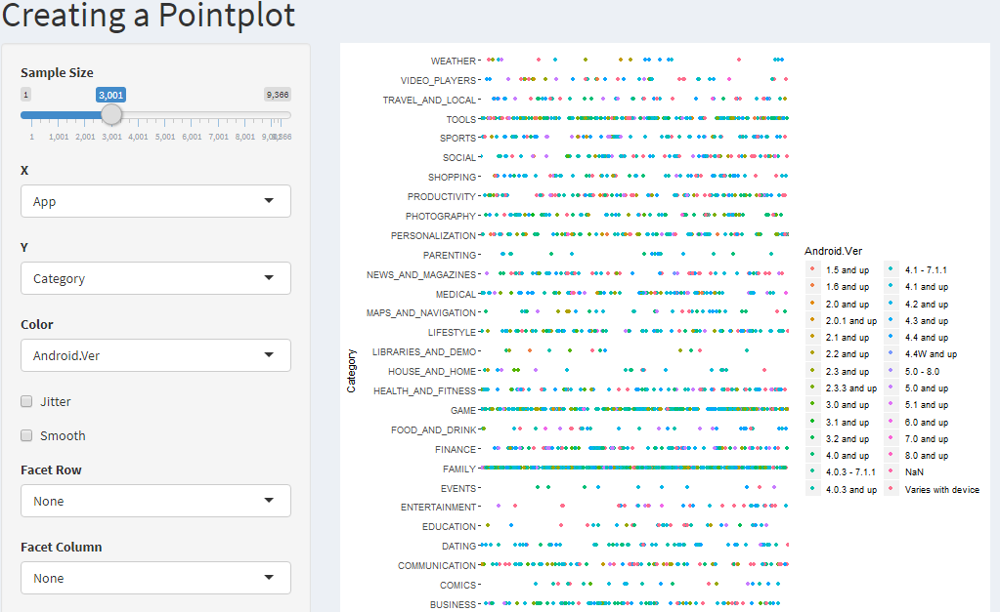 Creating a Pointplot
Sample Size
1
3,001
9,366
1 1,001 2,001 3,001 4,001 5,001 6,001 7,001 8,001
X
App
Y
Category
Color
Android.Ver
Jitter
Smooth
Facet Row
None
Facet Column
None
Category
WEATHER
VIDEO_PLAYERS
TRAVEL_AND_LOCAL
TOOLS
SPORTS
SOCIAL
SHOPPING
PRODUCTIVITY
PHOTOGRAPHY
PERSONALIZATION
PARENTING
NEWS_AND_MAGAZINES
MEDICAL
MAPS_AND_NAVIGATION
LIFESTYLE
LIBRARIES_AND_DEMO
HOUSE_AND_HOME
HEALTH_AND_FITNESS
GAME
FOOD_AND_DRINK
FINANCE
FAMILY
EVENTS
ENTERTAINMENT
EDUCATION
DATING
COMMUNICATION
COMICS
BUSINESS
Android.Ver
1.5 and up
1.6 and up
2.0 and up
2.0.1 and up
2.1 and up
2.2 and up
2.3 and up
2.3.3 and up
3.0 and up
3.1 and up
3.2 and up
4.0 and up
4.0.3 - 7.1.1
4.0.3 and up
4.1 - 7.1.1
4.1 and up
4.2 and up
4.3 and up
4.4 and up
4.4W and up
5.0 - 8.0
5.0 and up
5.1 and up
6.0 and up
7.0 and up
8.0 and up
NaN
Varies with device